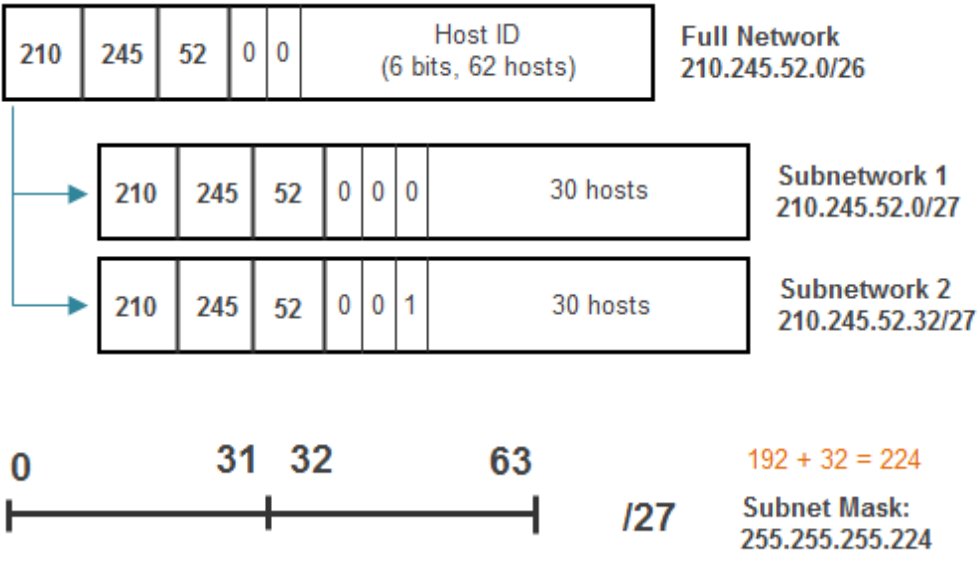 210 245 52 0 0 Host ID
(6 bits, 62 hosts)
Full Network
210.245.52.0/26
210 245 52 0 0 0 30 hosts
Subnetwork 1
210.245.52.0/27
210 245 52 0 0 1 30 hosts
Subnetwork 2
210.245.52.32/27
0 31 32 63
/27
192 + 32 = 224
Subnet Mask:
255.255.255.224